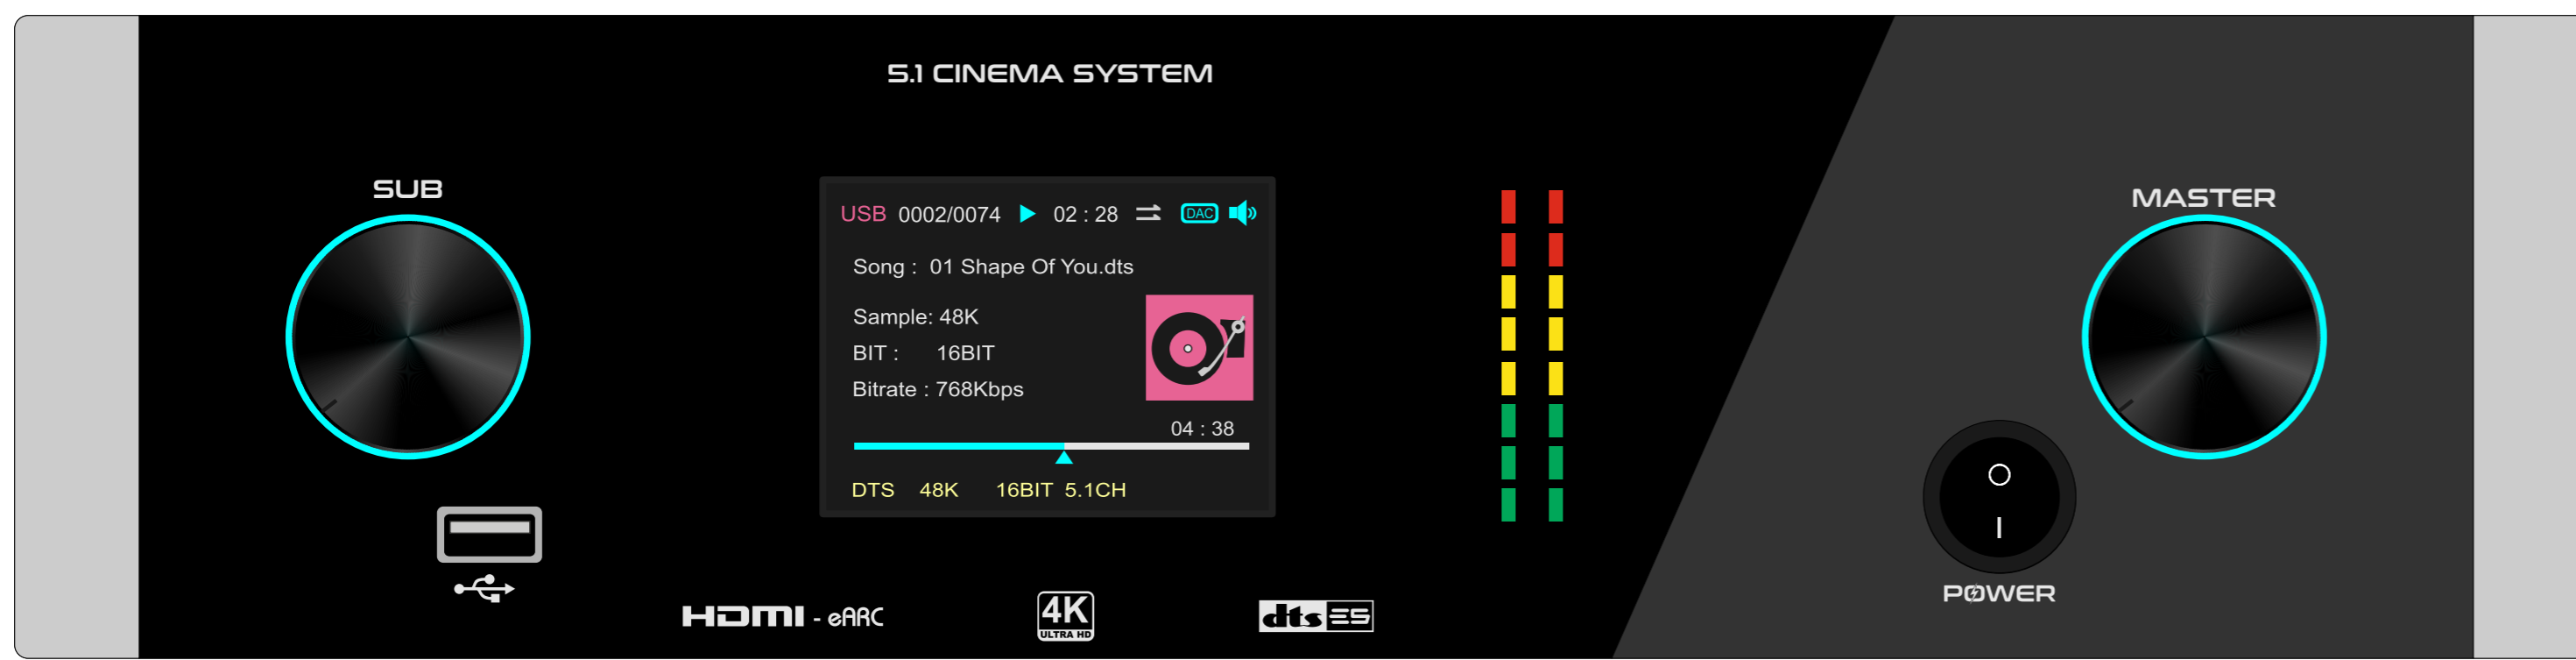 5.1 CINEMA SYSTEM
SUB
MASTER
USB 0002/0074 02 : 28 DAC
Song : 01 Shape Of You.dts
Sample: 48K
BIT : 16BIT
Bitrate : 768Kbps
04 : 38
DTS 48K 16BIT 5.1CH
POWER
HDMI - eARC
4K
ULTRA HD
dts ES